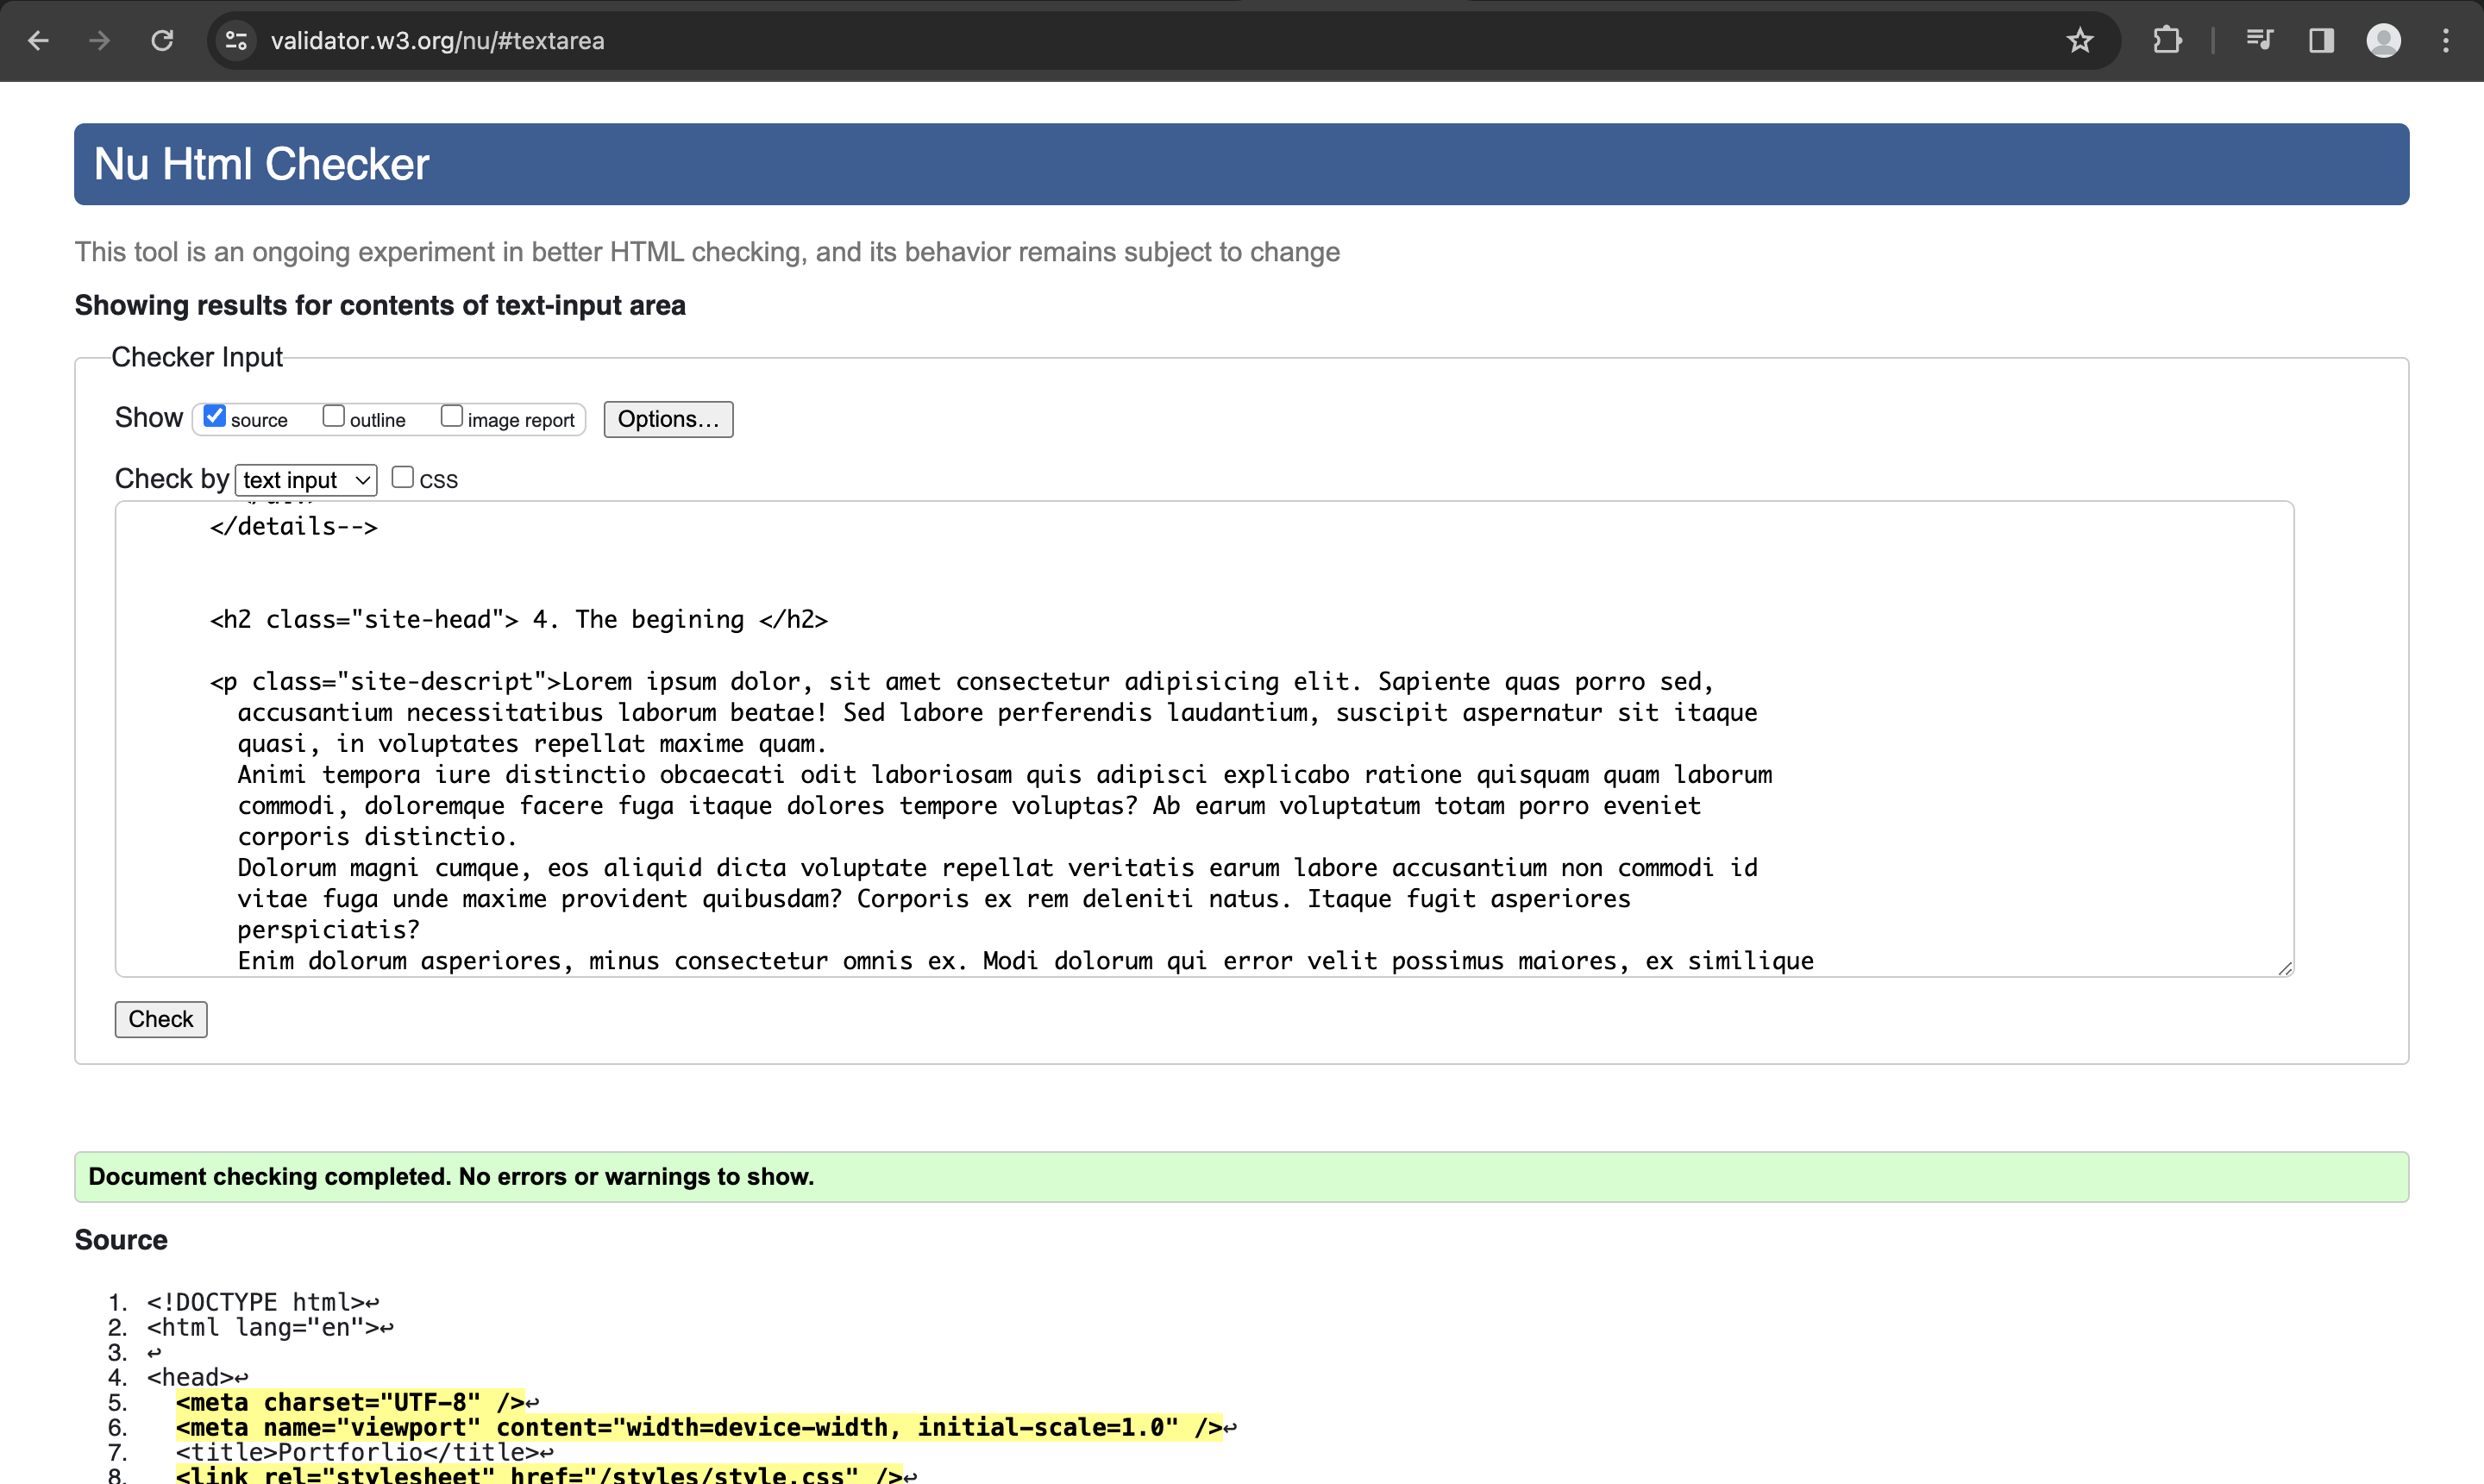 validator.w3.org/nu/#textarea
Nu Html Checker
This tool is an ongoing experiment in better HTML checking, and its behavior remains subject to change
Showing results for contents of text-input area
Checker Input
Show source outline image report Options...
Check by text input CSS
</details-->
<h2 class="site-head"> 4. The begining </h2>
<p class="site-descript">Lorem ipsum dolor, sit amet consectetur adipisicing elit. Sapiente quas porro sed,
accusantium necessitatibus laborum beatae! Sed labore perferendis laudantium, suscipit aspernatur sit itaque
quasi, in voluptates repellat maxime quam.
Animi tempora iure distinctio obcaecati odit laboriosam quis adipisci explicabo ratione quisquam quam laborum
commodi, doloremque facere fuga itaque dolores tempore voluptas? Ab earum voluptatum totam porro eveniet
corporis distinctio.
Dolorum magni cumque, eos aliquid dicta voluptate repellat veritatis earum labore accusantium non commodi id
vitae fuga unde maxime provident quibusdam? Corporis ex rem deleniti natus. Itaque fugit asperiores
perspiciatis?
Enim dolorum asperiores, minus consectetur omnis ex. Modi dolorum qui error velit possimus maiores, ex similique
Check
Document checking completed. No errors or warnings to show.
Source
1. <!DOCTYPE html>↩
2. <html lang="en">↩
3. ↩
4. <head>↩
5. <meta charset="UTF-8" />↩
6. <meta name="viewport" content="width=device-width, initial-scale=1.0" />↩
7. <title>Portforlio</title>↩
8. <link rel="stylesheet" href="/styles/style.css" />↩